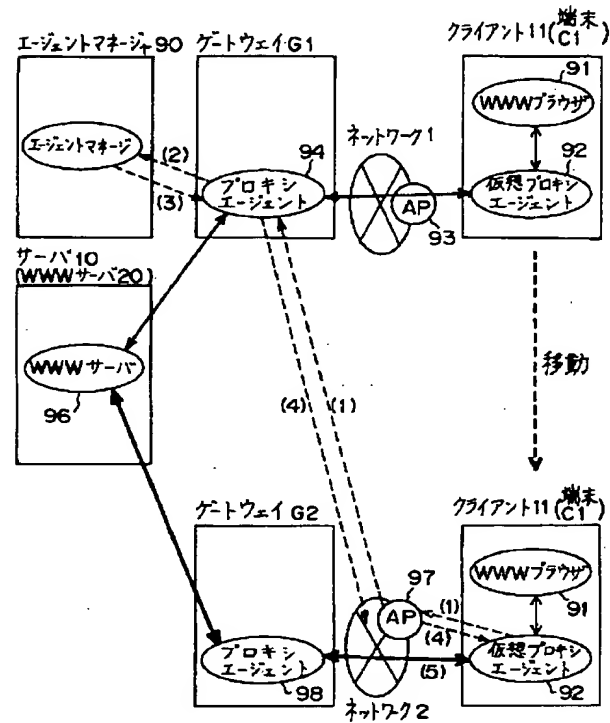 エージェントマネージャ90
ゲートウェイG1
クライアント11(端末C1)
91
WWWブラウザ
エージェントマネージャ
(2)
(3)
94
プロキシ
エージェント
ネットワーク1
AP
93
92
仮想プロキシ
エージェント
サーバ10
(WWWサーバ20)
WWWサーバ
96
(4)
(1)
移動
ゲートウェイG2
クライアント11(端末C1)
WWWブラウザ
91
97
AP
(1)
(4)
(5)
プロキシ
エージェント
98
仮想プロキシ
エージェント
92
ネットワーク2